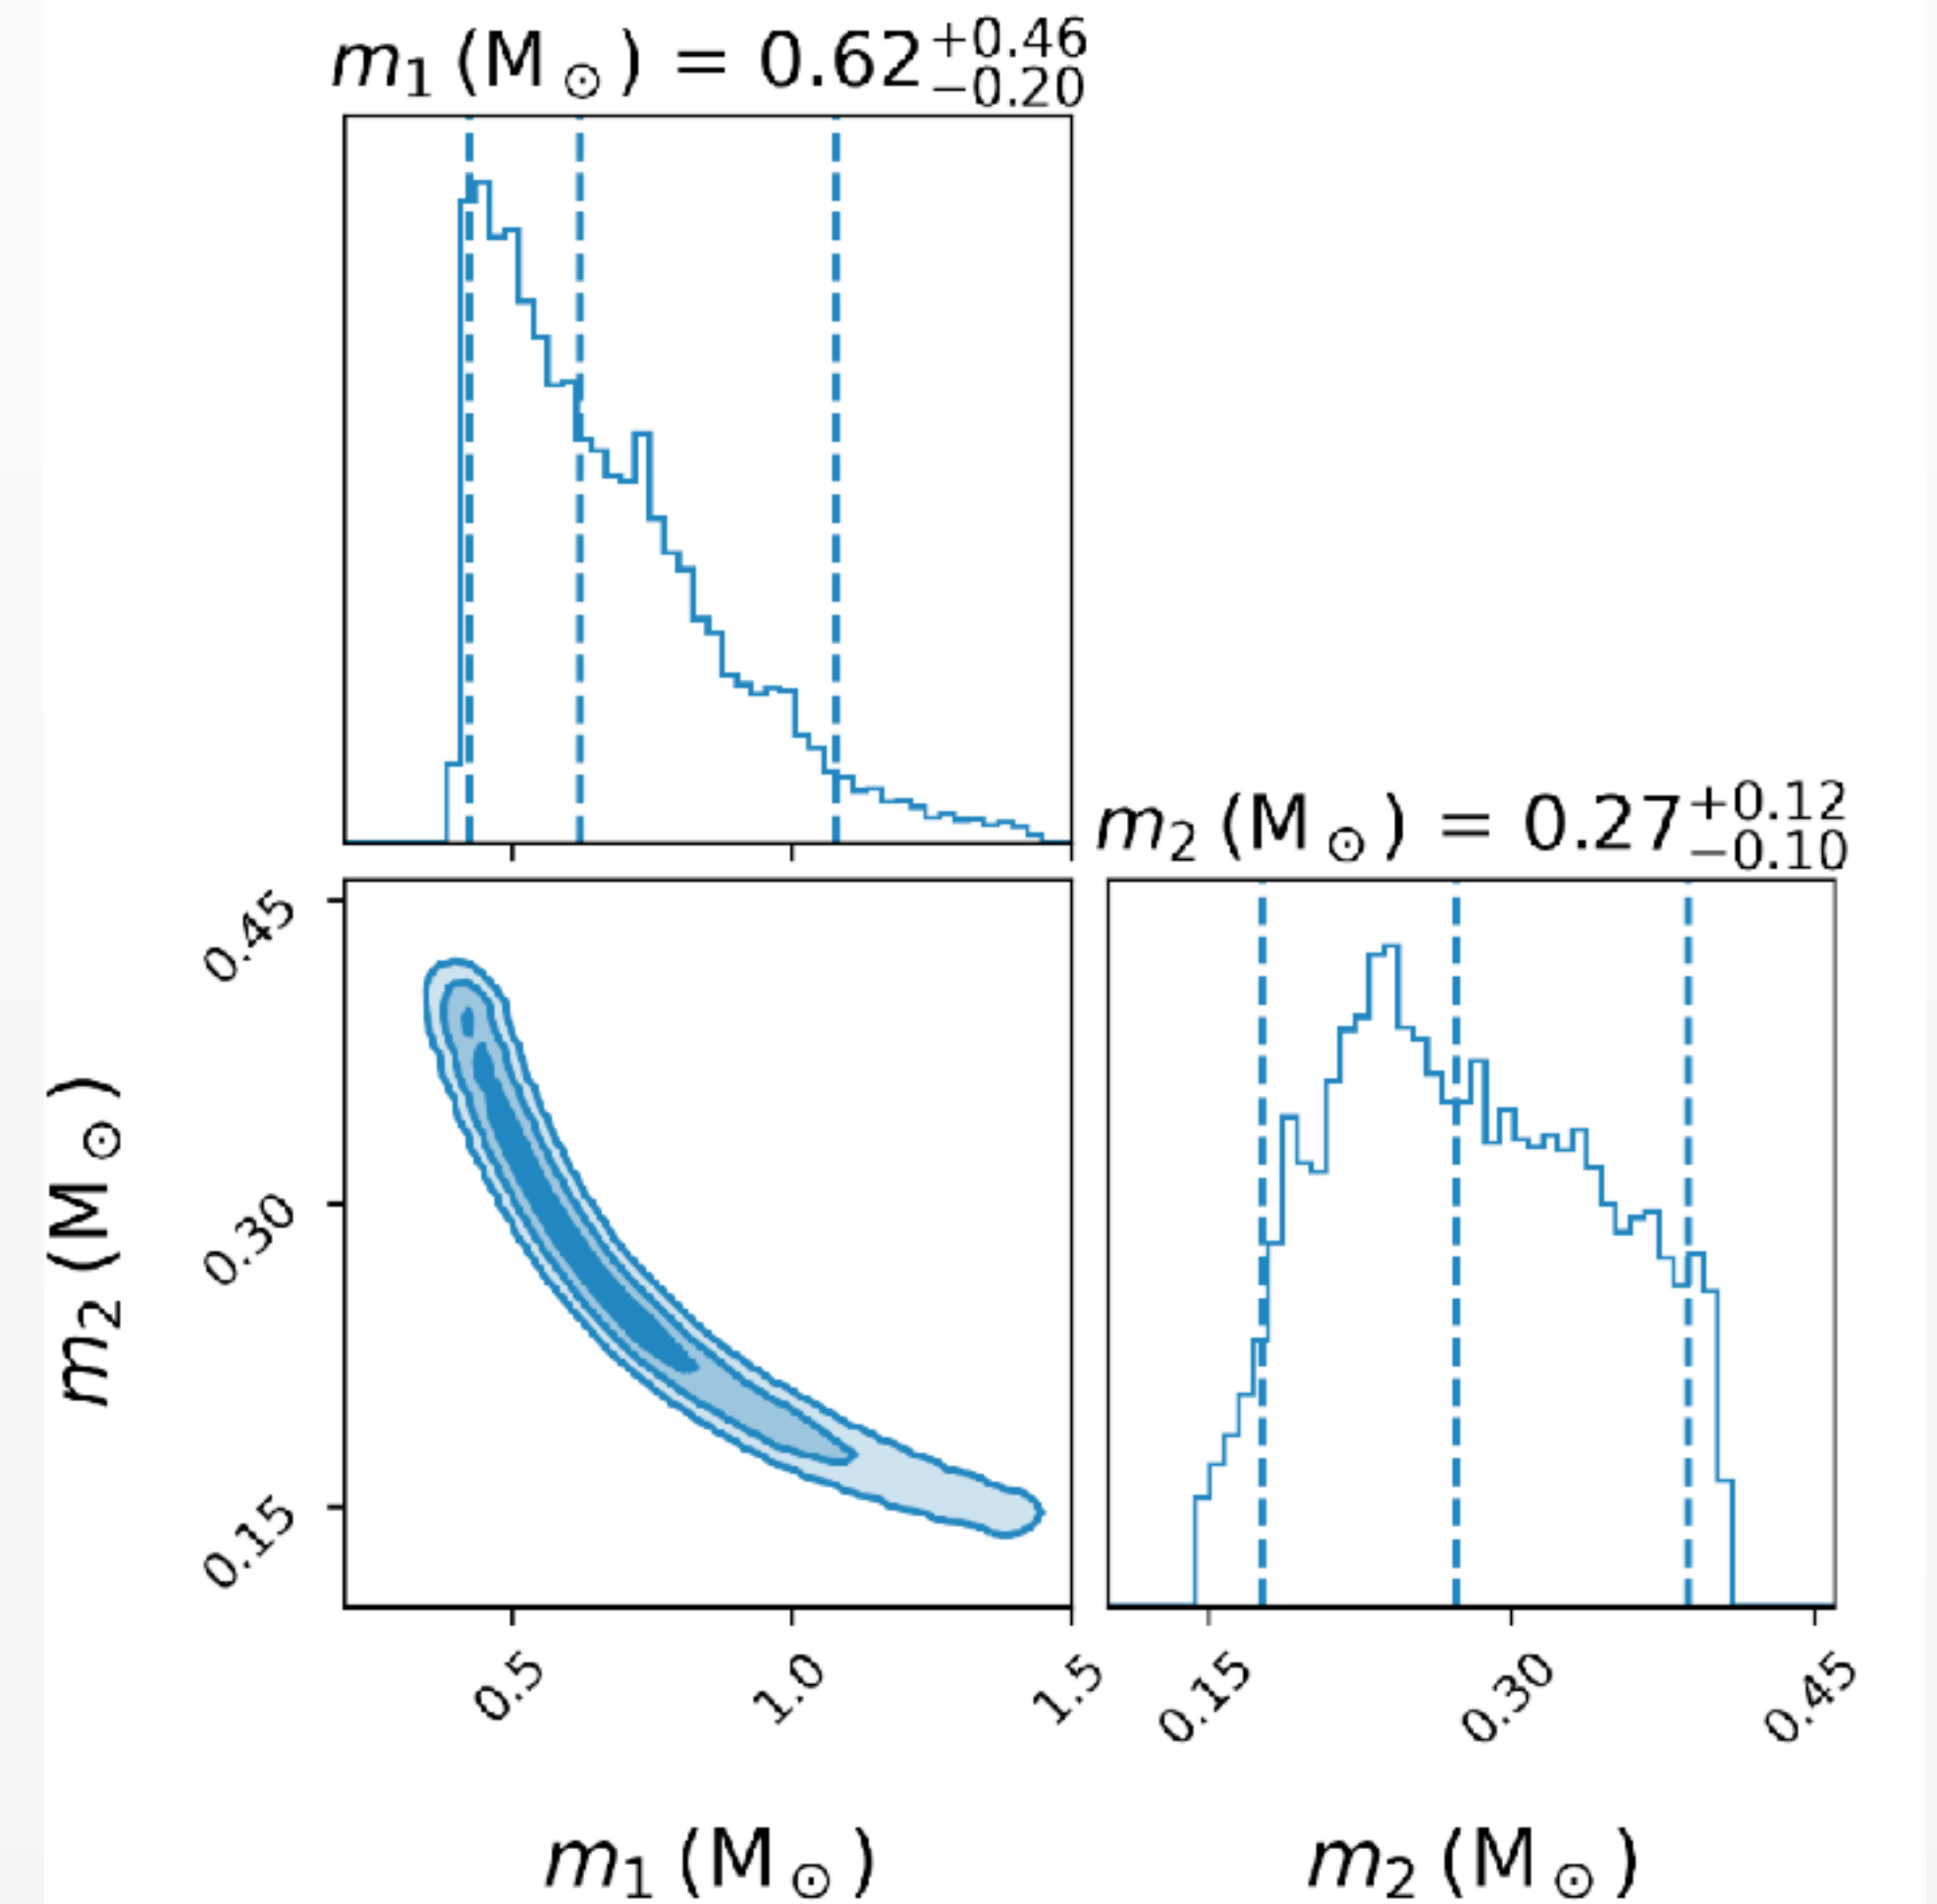 m₁ (M⊙) = 0.62 +0.46 −0.20
m₂ (M⊙) = 0.27 +0.12 −0.10
m₂ (M⊙)
0.45
0.30
0.15
0.5 1.0 1.5 0.15 0.30 0.45
m₁ (M⊙) m₂ (M⊙)